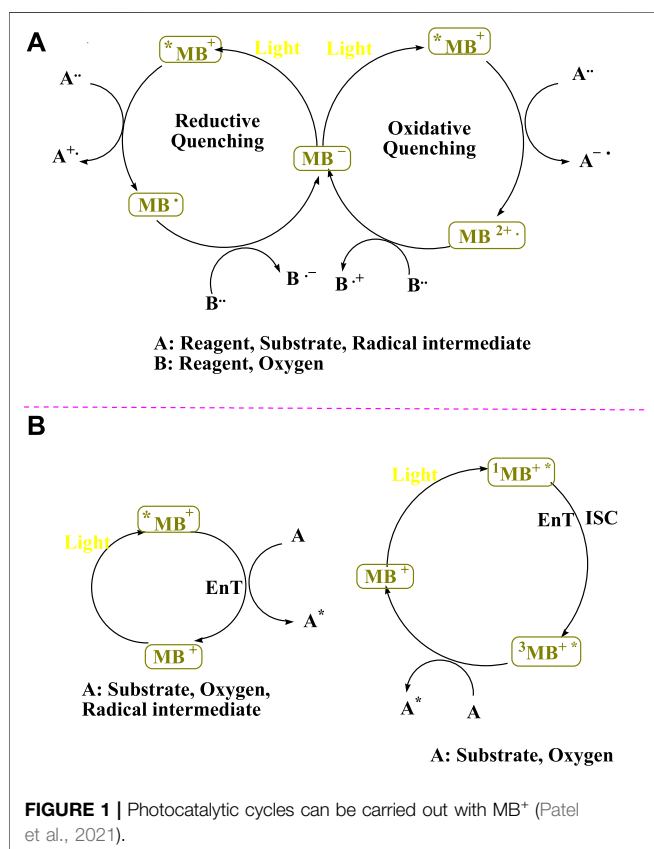 A
*MB+ Light Light *MB+
A·· A··
Reductive Quenching
Oxidative Quenching
A+· MB− A−·
MB· MB2+·
B·− B·+
B·· B··
A: Reagent, Substrate, Radical intermediate
B: Reagent, Oxygen
B
*MB+
Light
A
EnT
A*
MB+
A: Substrate, Oxygen,
Radical intermediate
1MB+*
Light
EnT ISC
MB+
3MB+*
A* A
A: Substrate, Oxygen
FIGURE 1 | Photocatalytic cycles can be carried out with MB+ (Patel
et al., 2021).